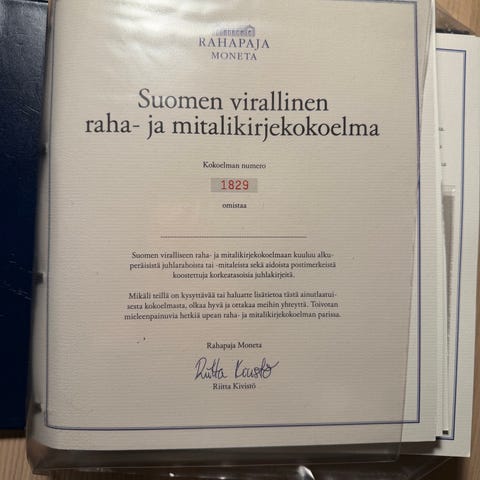 RAHAPAJA
MONETA
Suomen virallinen
raha- ja mitalikirjekokoelma
Kokoelman numero
1829
omistaa
Suomen viralliseen raha- ja mitalikirjekokoelmaan kuuluu alku-
peräisistä juhlarahoista tai -mitaleista sekä aidoista postimerkeistä
koostettuja korkeatasoisia juhlakirjeitä.
Mikäli teillä on kysyttävää tai haluatte lisätietoa tästä ainutlaatui-
sesta kokoelmasta, olkaa hyvä ja ottakaa meihin yhteyttä. Toivotan
mieleenpainuvia hetkiä upean raha- ja mitalikirjekokoelman parissa.
Rahapaja Moneta
Riitta Kivistö
Riitta Kivistö